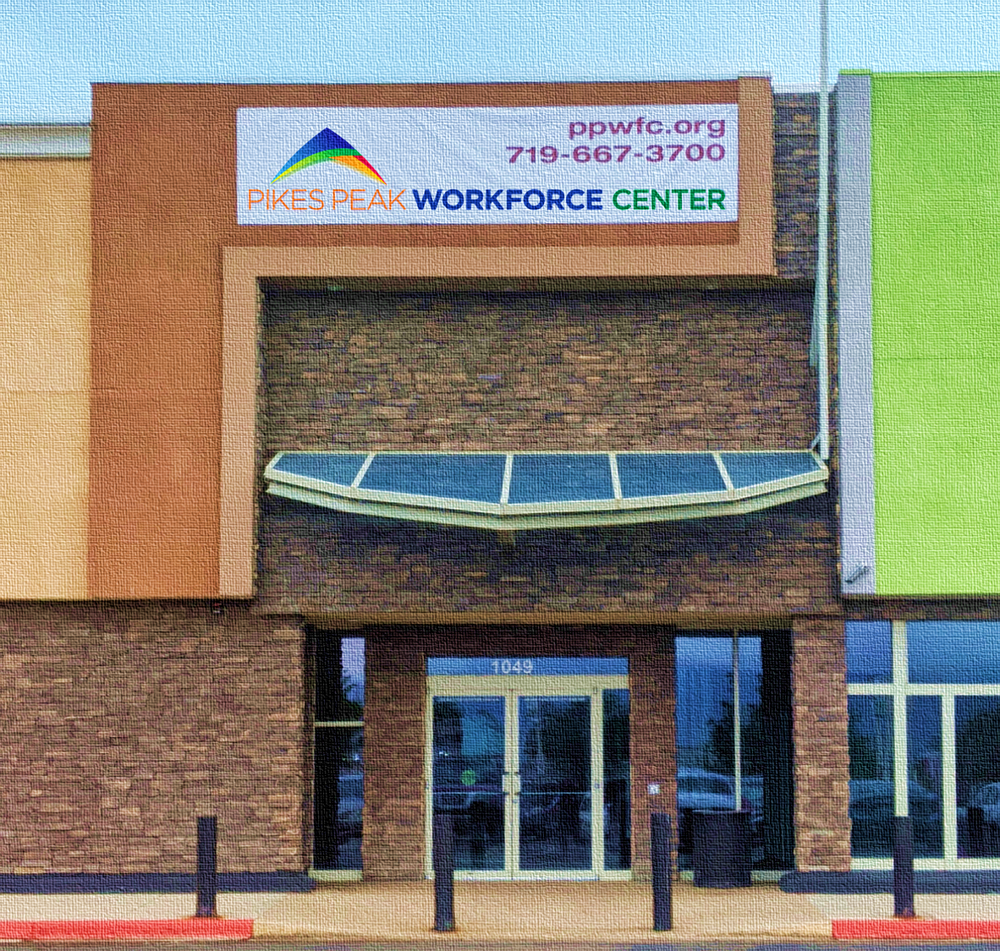 ppwfc.org
719-667-3700
PIKES PEAK WORKFORCE CENTER
1049